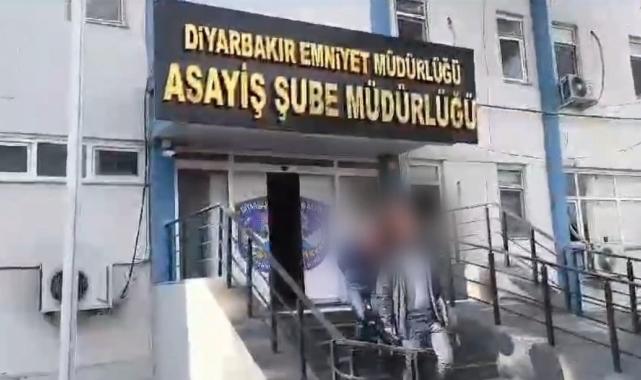 DİYARBAKIR EMNİYET MÜDÜRLÜĞÜ
ASAYİŞ ŞUBE MÜDÜRLÜĞÜ